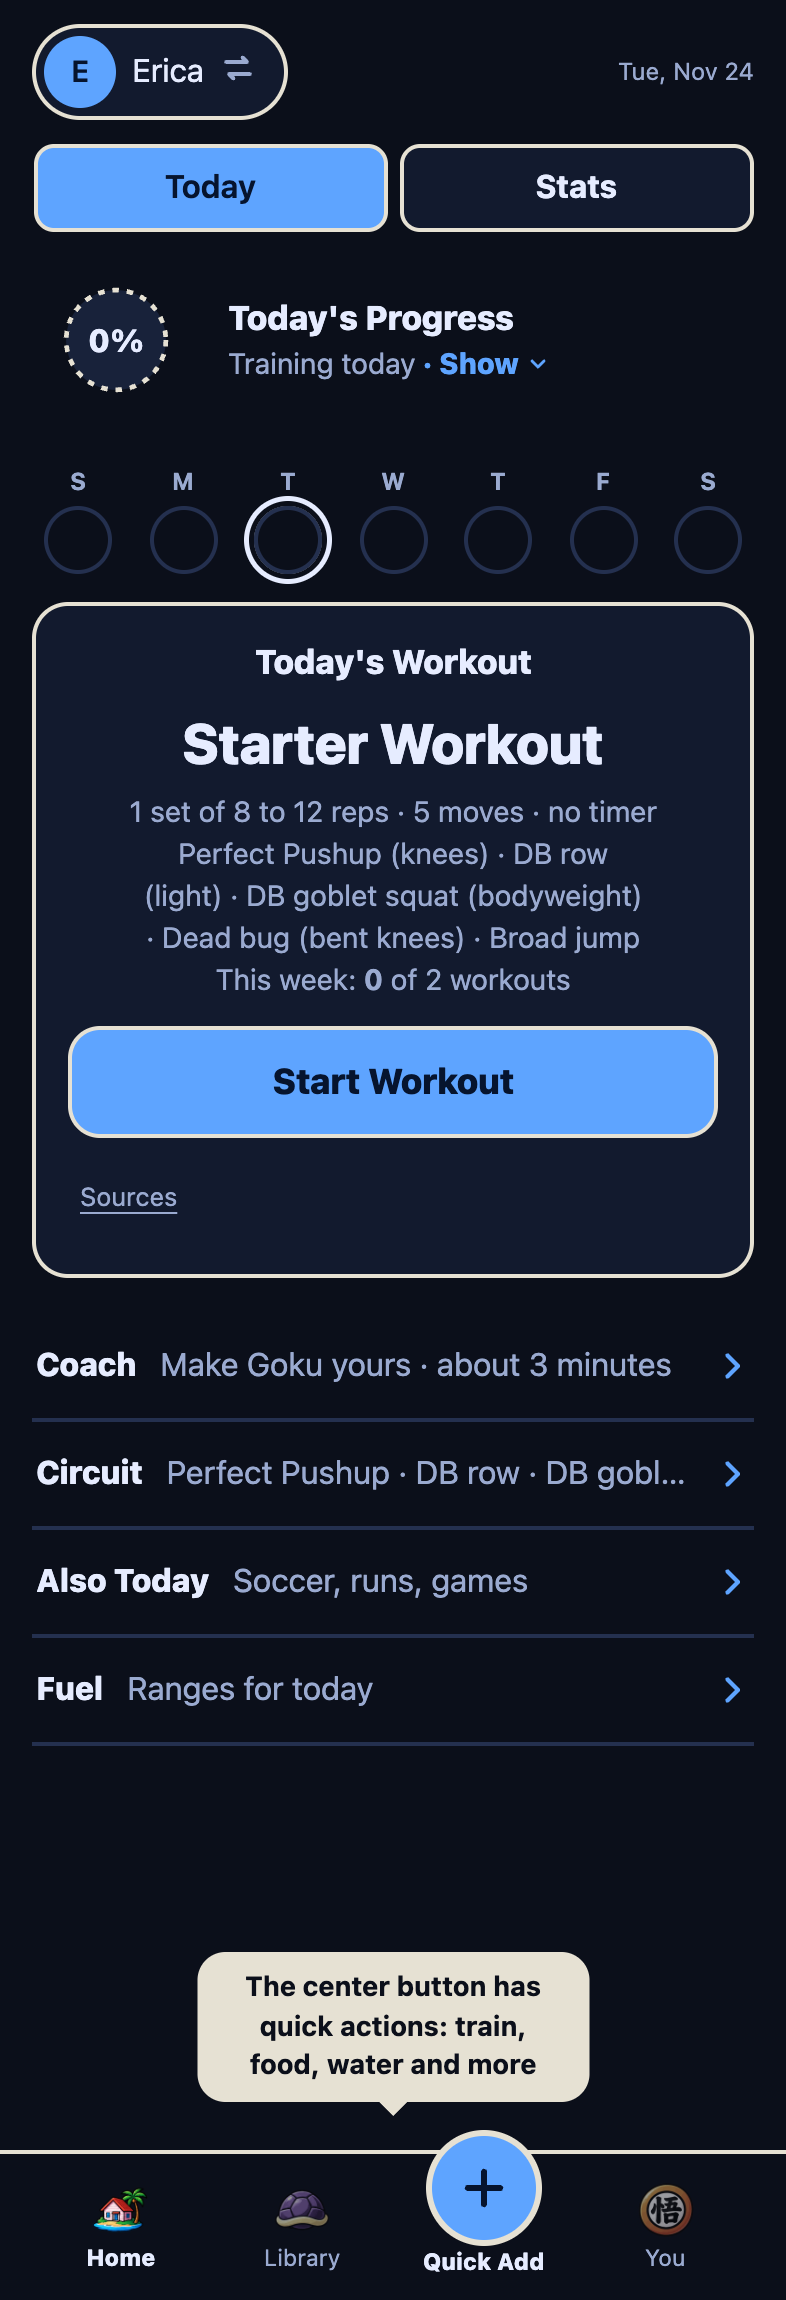 E Erica
Tue, Nov 24
Today
Stats
0%
Today's Progress
Training today · Show
S M T W T F S
Today's Workout
Starter Workout
1 set of 8 to 12 reps · 5 moves · no timer
Perfect Pushup (knees) · DB row
(light) · DB goblet squat (bodyweight)
· Dead bug (bent knees) · Broad jump
This week: 0 of 2 workouts
Start Workout
Sources
Coach Make Goku yours · about 3 minutes
Circuit Perfect Pushup · DB row · DB gobl...
Also Today Soccer, runs, games
Fuel Ranges for today
The center button has
quick actions: train,
food, water and more
悟
Home Library Quick Add You